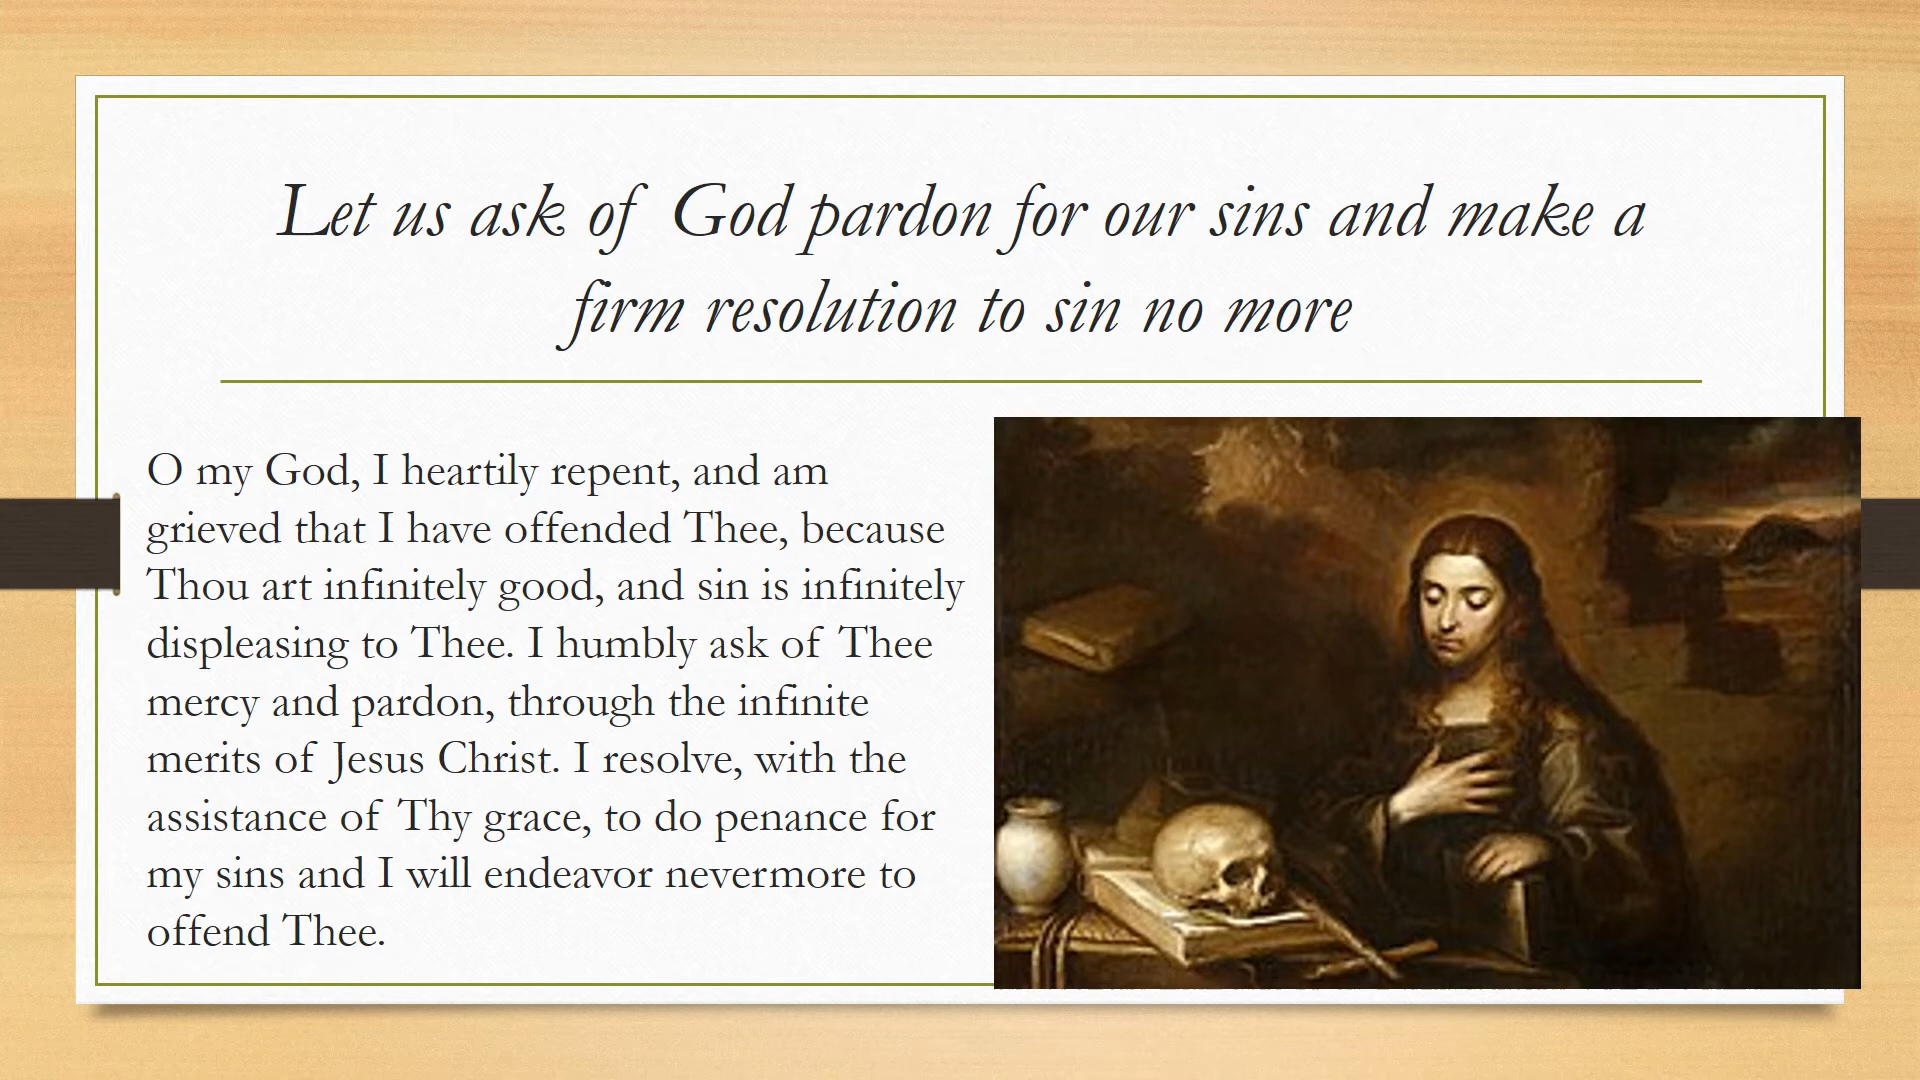 Let us ask of God pardon for our sins and make a
firm resolution to sin no more
O my God, I heartily repent, and am
grieved that I have offended Thee, because
Thou art infinitely good, and sin is infinitely
displeasing to Thee. I humbly ask of Thee
mercy and pardon, through the infinite
merits of Jesus Christ. I resolve, with the
assistance of Thy grace, to do penance for
my sins and I will endeavor nevermore to
offend Thee.